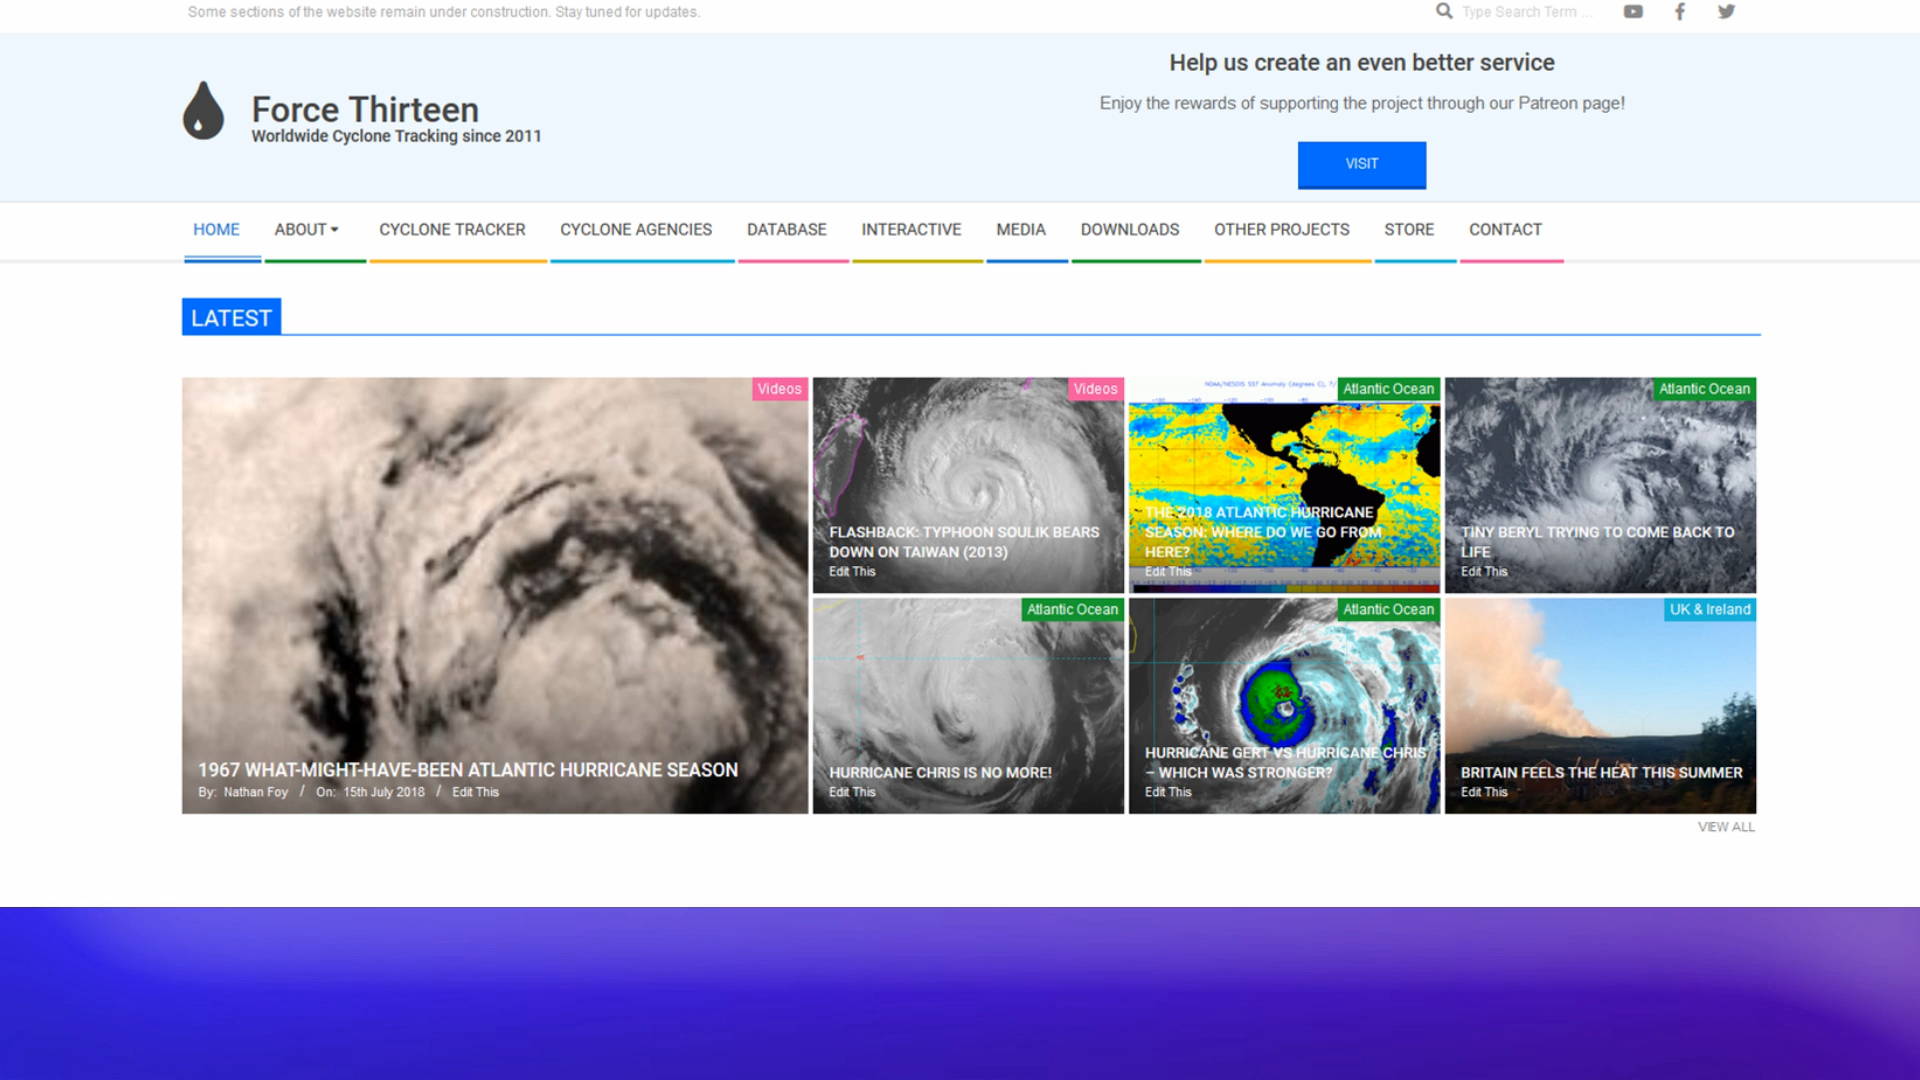 Some sections of the website remain under construction. Stay tuned for updates.
Type Search Term ...
Force Thirteen
Worldwide Cyclone Tracking since 2011
Help us create an even better service
Enjoy the rewards of supporting the project through our Patreon page!
VISIT
HOME ABOUT CYCLONE TRACKER CYCLONE AGENCIES DATABASE INTERACTIVE MEDIA DOWNLOADS OTHER PROJECTS STORE CONTACT
LATEST
Videos
1967 WHAT-MIGHT-HAVE-BEEN ATLANTIC HURRICANE SEASON
By: Nathan Foy / On: 15th July 2018 / Edit This
Videos
FLASHBACK: TYPHOON SOULIK BEARS
DOWN ON TAIWAN (2013)
Edit This
NOAA/NESDIS SST Anomaly (degrees C), 7/
Atlantic Ocean
THE 2018 ATLANTIC HURRICANE
SEASON: WHERE DO WE GO FROM
HERE?
Edit This
Atlantic Ocean
TINY BERYL TRYING TO COME BACK TO
LIFE
Edit This
Atlantic Ocean
HURRICANE CHRIS IS NO MORE!
Edit This
Atlantic Ocean
HURRICANE GERT VS HURRICANE CHRIS
– WHICH WAS STRONGER?
Edit This
UK & Ireland
BRITAIN FEELS THE HEAT THIS SUMMER
Edit This
VIEW ALL